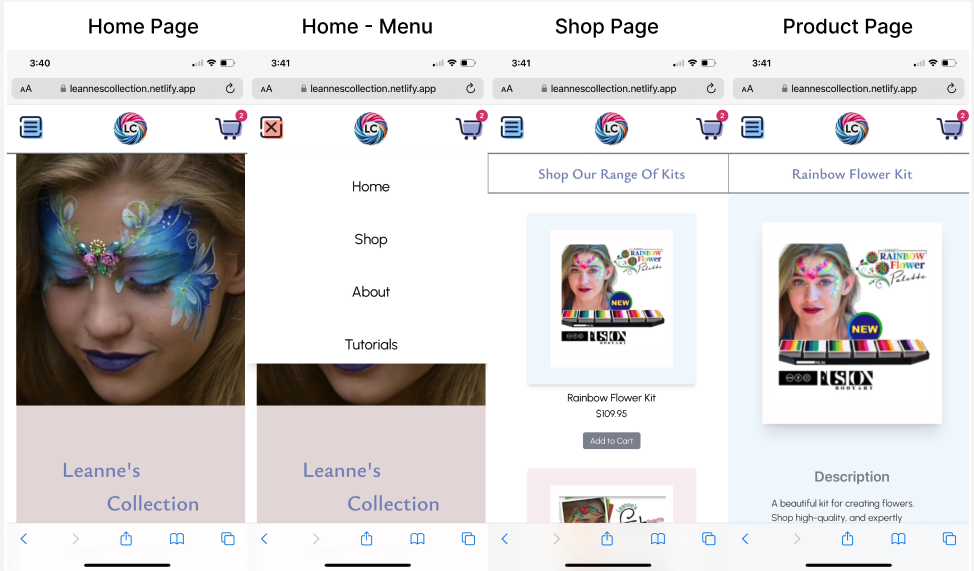 Home Page
Home - Menu
Shop Page
Product Page
3:40
3:41
3:41
3:41
AA leannescollection.netlify.app
AA leannescollection.netlify.app
AA leannescollection.netlify.app
AA leannescollection.netlify.app
LC
2
LC
2
LC
2
LC
2
Leanne's
Collection
Home
Shop
About
Tutorials
Leanne's
Collection
Shop Our Range Of Kits
RAINBOW
Flower
Palette
NEW
FUSION
BODYART
Rainbow Flower Kit
$109.95
Add to Cart
Leanne's
Rainbow Flower Kit
RAINBOW
Flower
Palette
NEW
FUSION
BODYART
Description
A beautiful kit for creating flowers.
Shop high-quality, and expertly